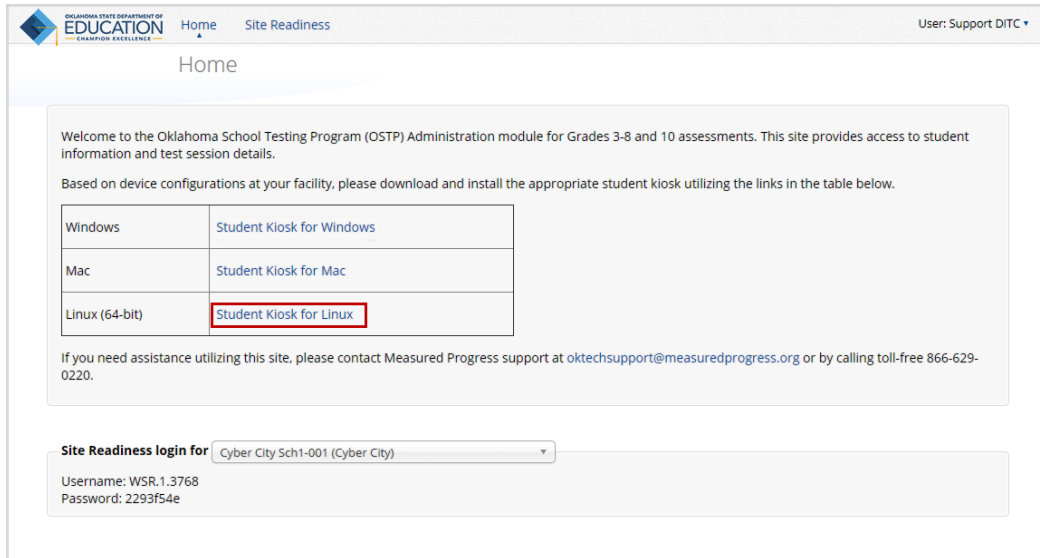 OKLAHOMA STATE DEPARTMENT OF
EDUCATION
CHAMPION EXCELLENCE
Home
Site Readiness
User: Support DITC
Home
Welcome to the Oklahoma School Testing Program (OSTP) Administration module for Grades 3-8 and 10 assessments. This site provides access to student
information and test session details.
Based on device configurations at your facility, please download and install the appropriate student kiosk utilizing the links in the table below.
Windows
Student Kiosk for Windows
Mac
Student Kiosk for Mac
Linux (64-bit)
Student Kiosk for Linux
If you need assistance utilizing this site, please contact Measured Progress support at oktechsupport@measuredprogress.org or by calling toll-free 866-629-
0220.
Site Readiness login for
Cyber City Sch1-001 (Cyber City)
Username: WSR.1.3768
Password: 2293f54e